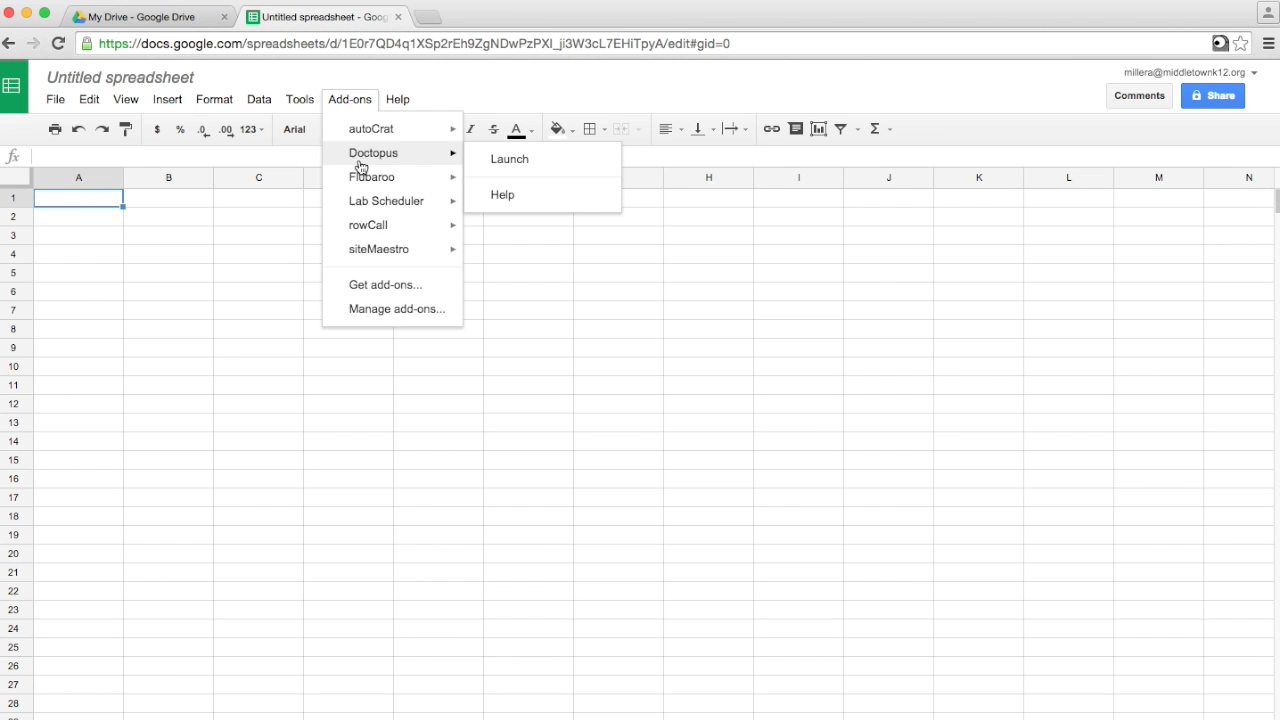 My Drive - Google Drive
Untitled spreadsheet - Goog
https://docs.google.com/spreadsheets/d/1E0r7QD4q1XSp2rEh9ZgNDwPzPXI_ji3W3cL7EHiTpyA/edit#gid=0
Untitled spreadsheet
millera@middletownk12.org
File Edit View Insert Format Data Tools Add-ons Help
Comments Share
$ % .0 .00 123 Arial
autoCrat
Doctopus
Launch
Flubaroo
Help
Lab Scheduler
rowCall
siteMaestro
Get add-ons...
Manage add-ons...
fx
A B C H I J K L M N
1
2
3
4
5
6
7
8
9
10
11
12
13
14
15
16
17
18
19
20
21
22
23
24
25
26
27
28